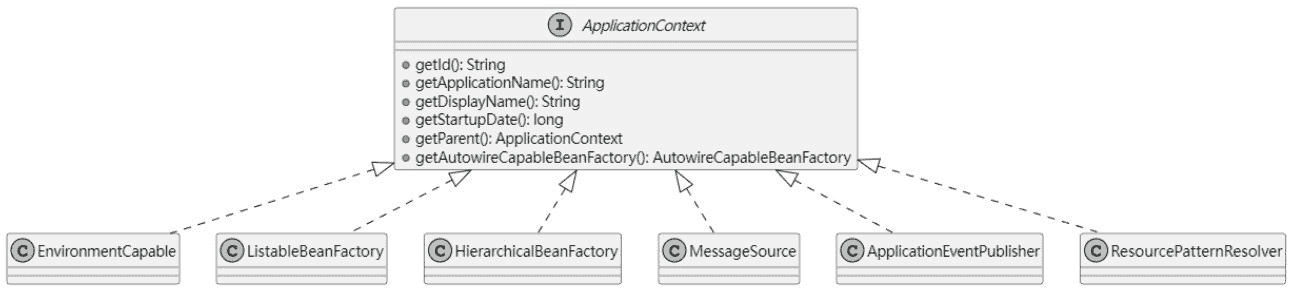 I ApplicationContext
getId(): String
getApplicationName(): String
getDisplayName(): String
getStartupDate(): long
getParent(): ApplicationContext
getAutowireCapableBeanFactory(): AutowireCapableBeanFactory
C EnvironmentCapable
C ListableBeanFactory
C HierarchicalBeanFactory
C MessageSource
C ApplicationEventPublisher
C ResourcePatternResolver